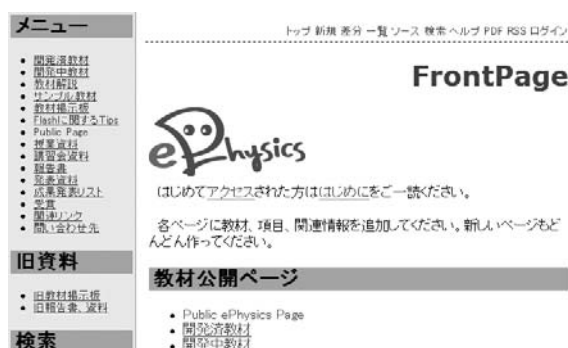 メニュー
開発済教材
開発中教材
教材解説
サンプル教材
教材掲示板
Flashに関するTips
Public Page
授業資料
講習会資料
報告書
発表資料
成果発表リスト
受賞
関連リンク
問い合わせ先
旧資料
旧教材掲示板
旧報告書、資料
検索
トップ 新規 差分 一覧 ソース 検索 ヘルプ PDF RSS ログイン
FrontPage
ePhysics
はじめてアクセスされた方ははじめにをご一読ください。
各ページに教材、項目、関連情報を追加してください。新しいページもど
んどん作ってください。
教材公開ページ
Public ePhysics Page
開発済教材
開発中教材